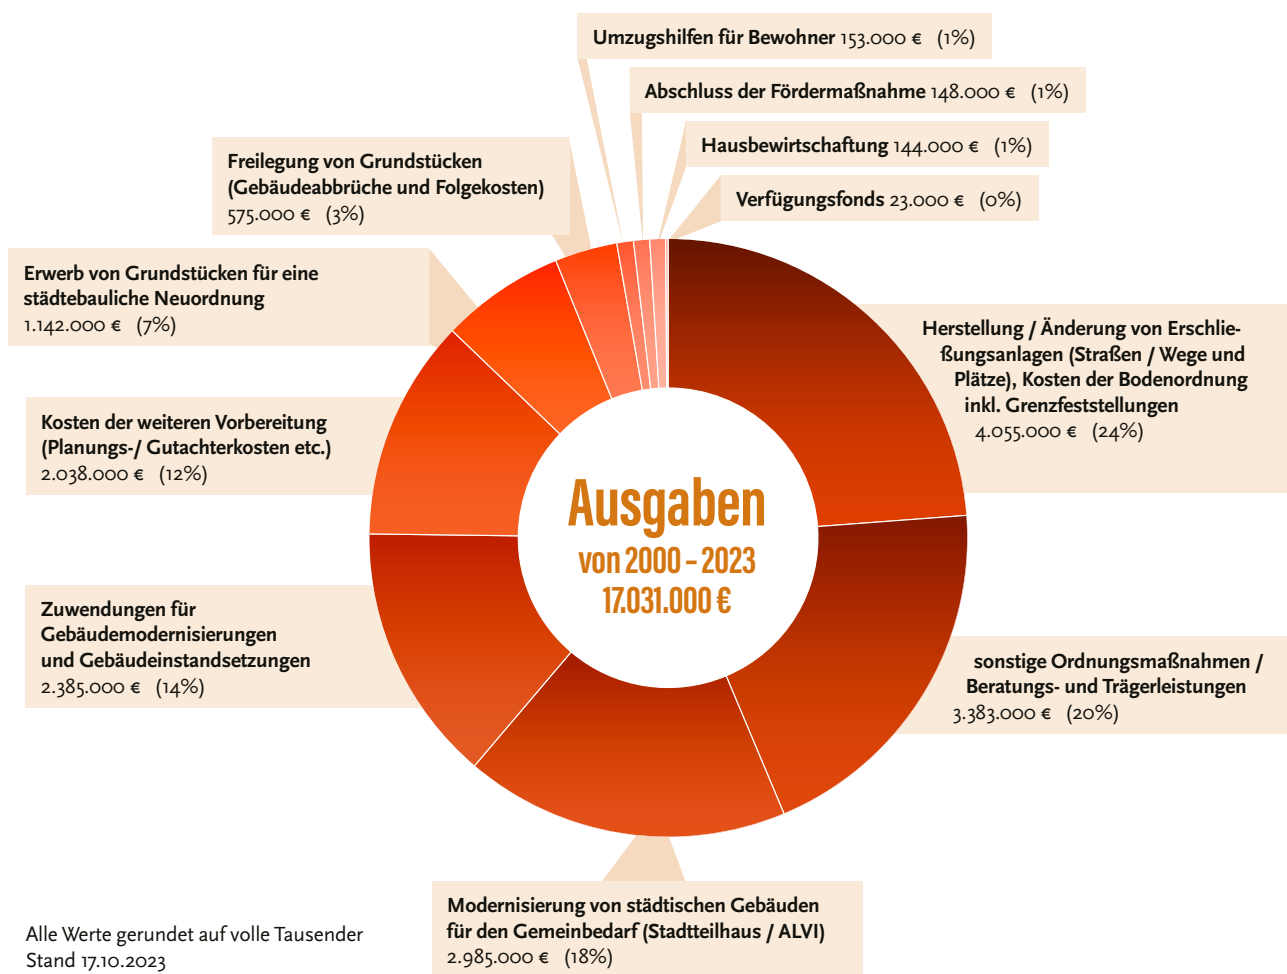 Umzugshilfen für Bewohner 153.000 € (1%)
Abschluss der Fördermaßnahme 148.000 € (1%)
Hausbewirtschaftung 144.000 € (1%)
Verfügungsfonds 23.000 € (0%)
Freilegung von Grundstücken
(Gebäudeabbrüche und Folgekosten)
575.000 € (3%)
Erwerb von Grundstücken für eine
städtebauliche Neuordnung
1.142.000 € (7%)
Kosten der weiteren Vorbereitung
(Planungs-/ Gutachterkosten etc.)
2.038.000 € (12%)
Zuwendungen für
Gebäudemodernisierungen
und Gebäudeinstandsetzungen
2.385.000 € (14%)
Herstellung / Änderung von Erschlie-
ßungsanlagen (Straßen / Wege und
Plätze), Kosten der Bodenordnung
inkl. Grenzfeststellungen
4.055.000 € (24%)
Ausgaben
von 2000 – 2023
17.031.000 €
sonstige Ordnungsmaßnahmen /
Beratungs- und Trägerleistungen
3.383.000 € (20%)
Modernisierung von städtischen Gebäuden
für den Gemeinbedarf (Stadtteilhaus / ALVI)
2.985.000 € (18%)
Alle Werte gerundet auf volle Tausender
Stand 17.10.2023